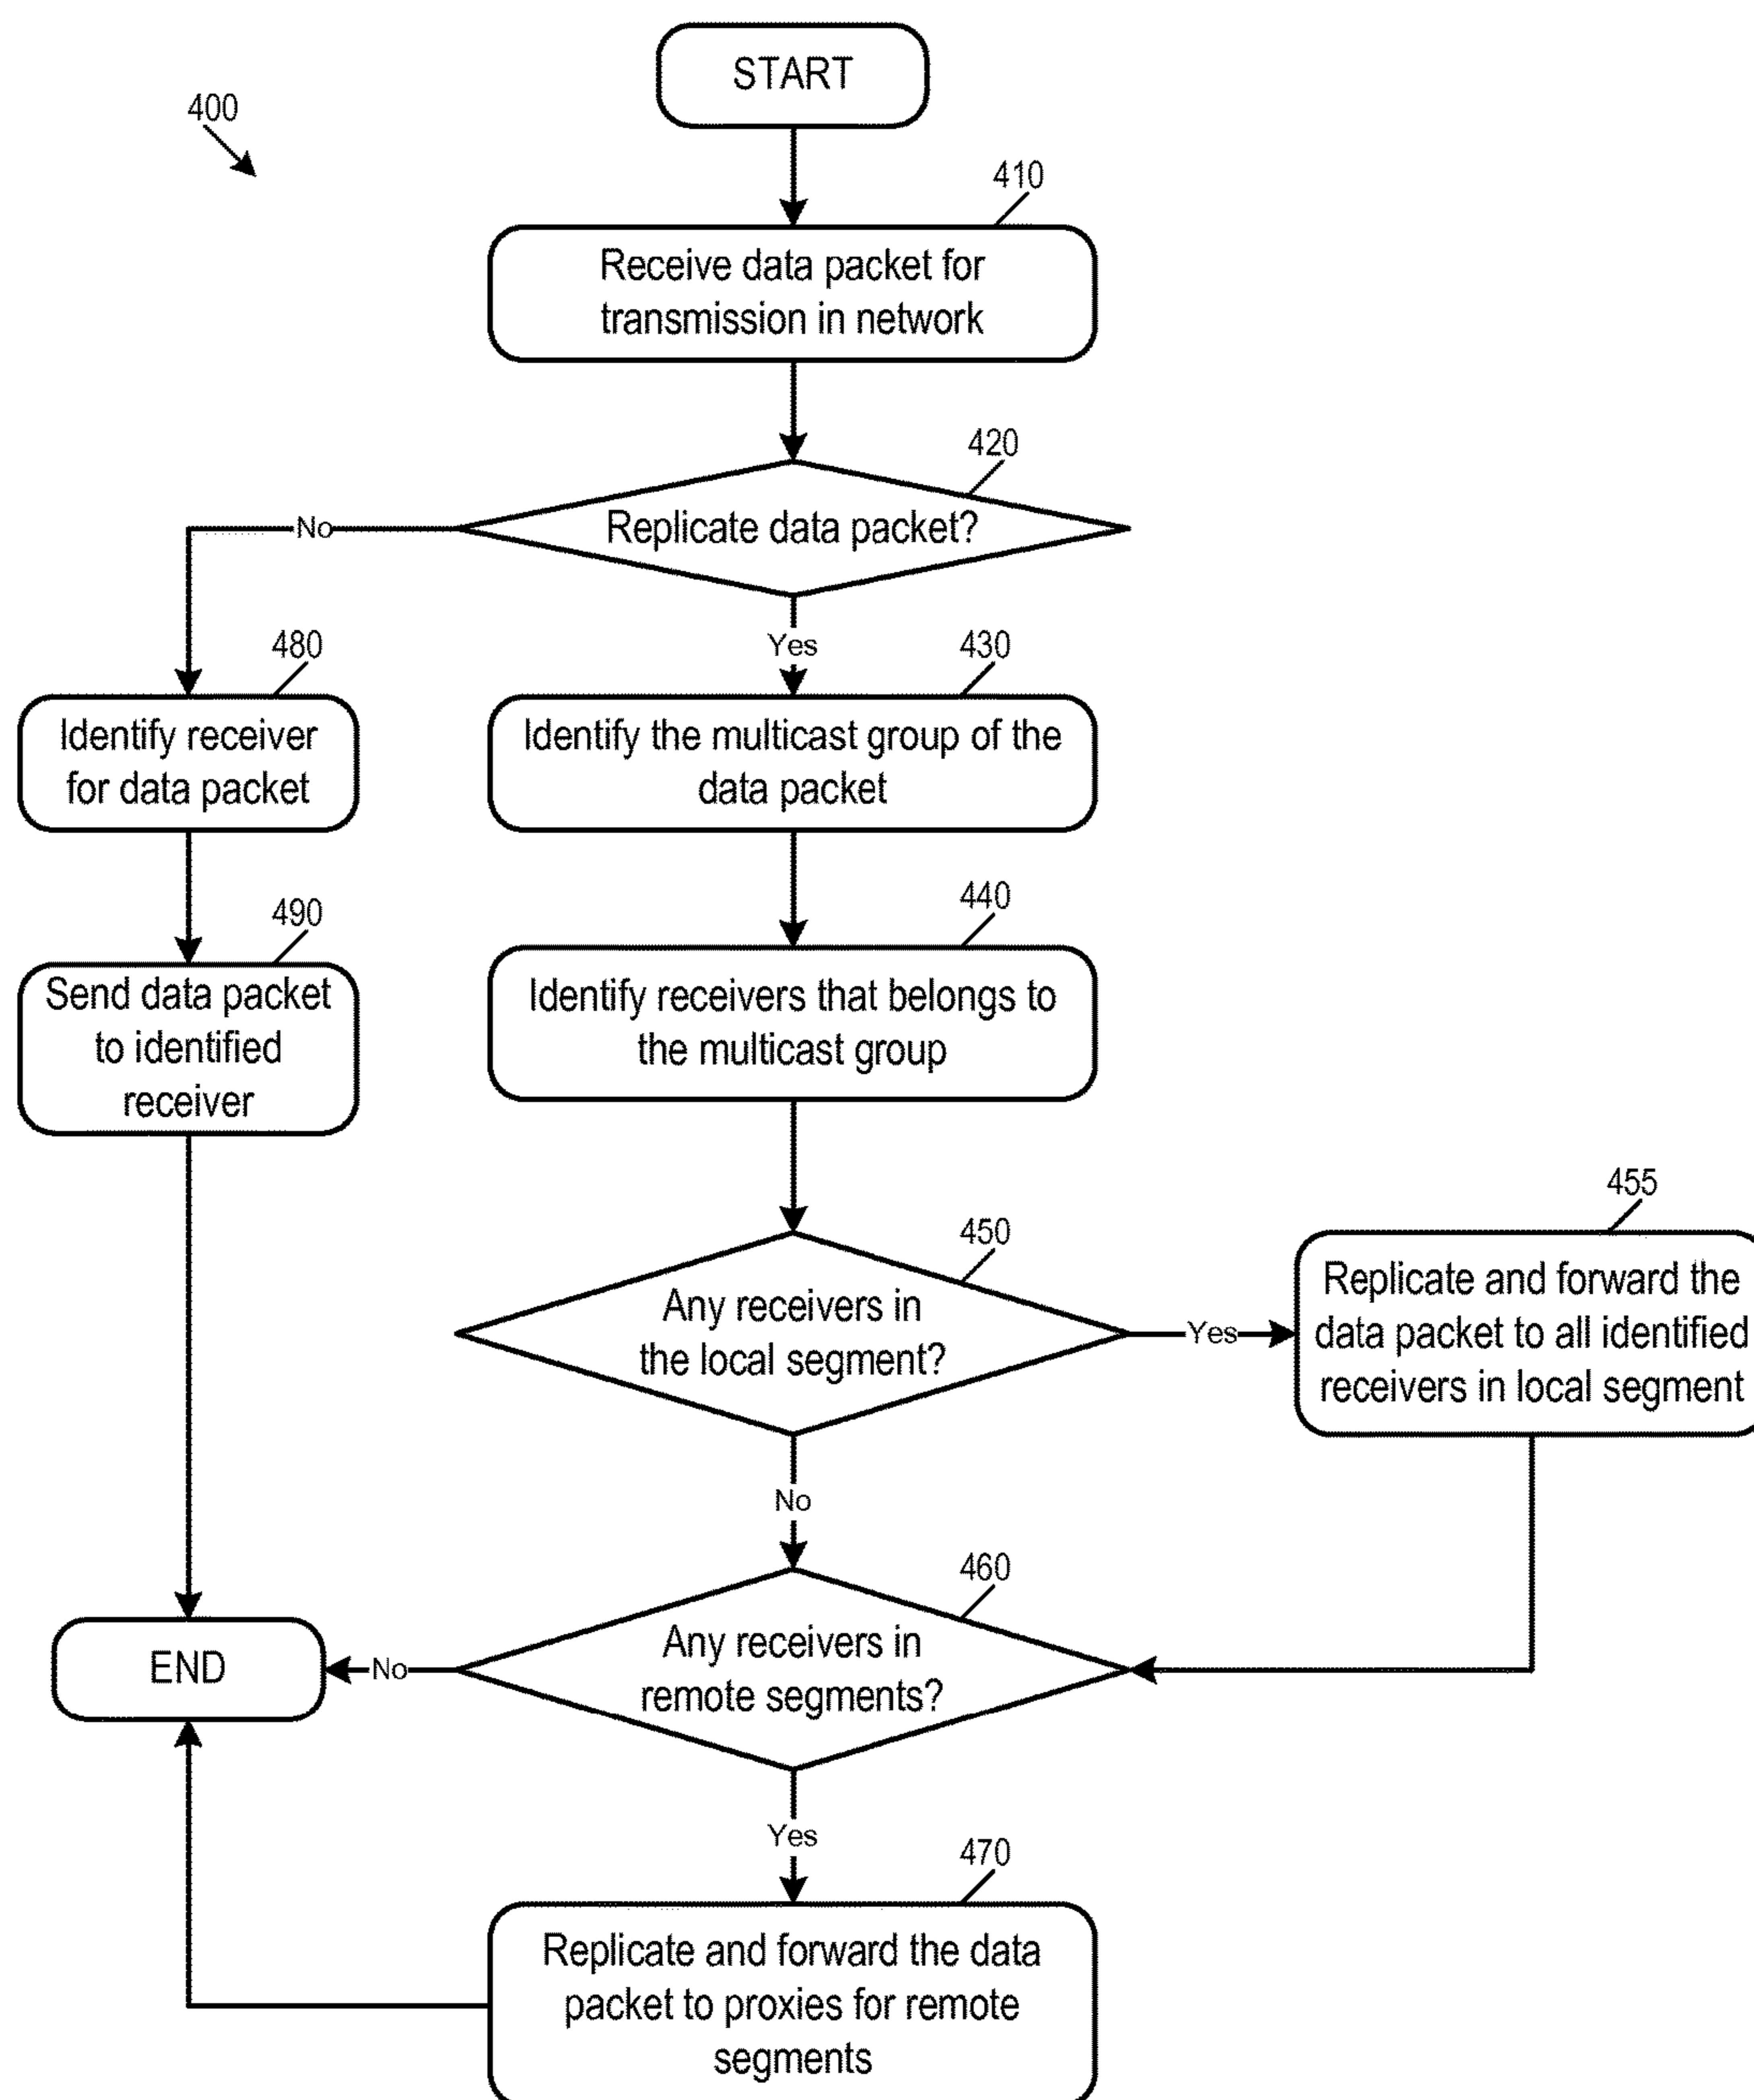 START
400
410
Receive data packet for
transmission in network
420
Replicate data packet?
No
Yes
480
430
Identify receiver
for data packet
Identify the multicast group of the
data packet
490
440
Send data packet
to identified
receiver
Identify receivers that belongs to
the multicast group
450
455
Any receivers in
the local segment?
Yes
Replicate and forward the
data packet to all identified
receivers in local segment
No
460
Any receivers in
remote segments?
No
END
Yes
470
Replicate and forward the data
packet to proxies for remote
segments